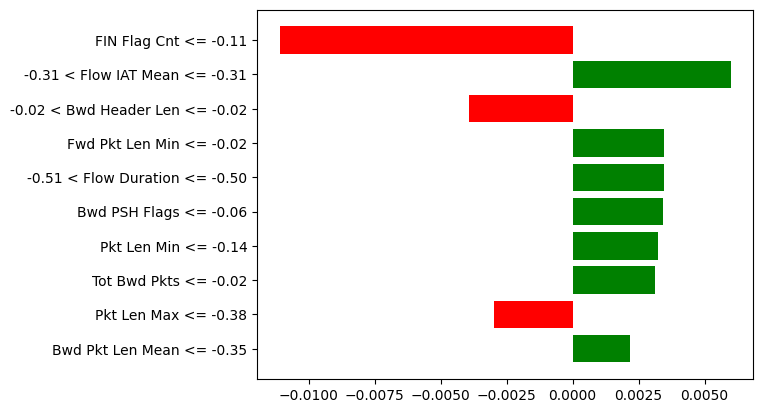 FIN Flag Cnt <= -0.11
-0.31 < Flow IAT Mean <= -0.31
-0.02 < Bwd Header Len <= -0.02
Fwd Pkt Len Min <= -0.02
-0.51 < Flow Duration <= -0.50
Bwd PSH Flags <= -0.06
Pkt Len Min <= -0.14
Tot Bwd Pkts <= -0.02
Pkt Len Max <= -0.38
Bwd Pkt Len Mean <= -0.35
−0.0100 −0.0075 −0.0050 −0.0025 0.0000 0.0025 0.0050